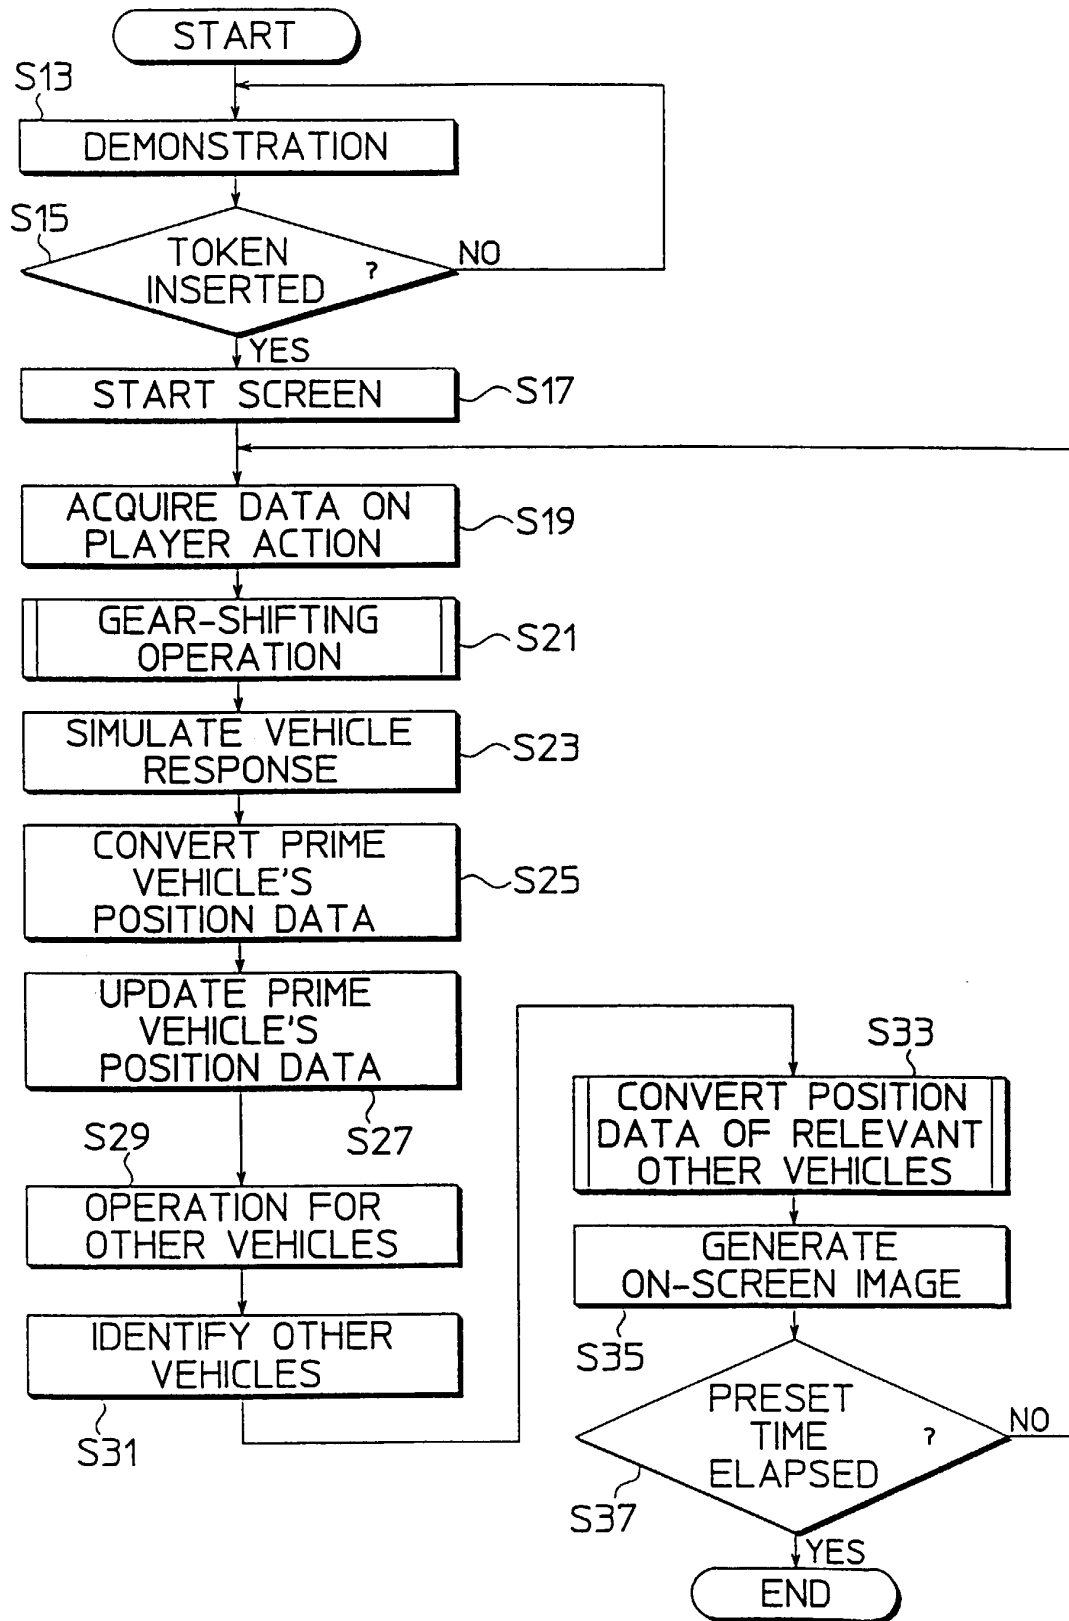 START
S13
DEMONSTRATION
S15
TOKEN
INSERTED ?
NO
YES
START SCREEN
S17
ACQUIRE DATA ON
PLAYER ACTION
S19
GEAR-SHIFTING
OPERATION
S21
SIMULATE VEHICLE
RESPONSE
S23
CONVERT PRIME
VEHICLE'S
POSITION DATA
S25
UPDATE PRIME
VEHICLE'S
POSITION DATA
S27
S29
OPERATION FOR
OTHER VEHICLES
IDENTIFY OTHER
VEHICLES
S31
S33
CONVERT POSITION
DATA OF RELEVANT
OTHER VEHICLES
GENERATE
ON-SCREEN IMAGE
S35
PRESET
TIME ?
ELAPSED
NO
S37
YES
END